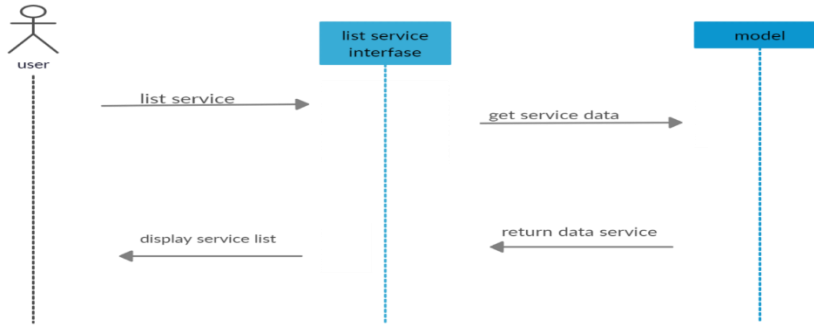 list service
interfase
model
user
list service
get service data
return data service
display service list